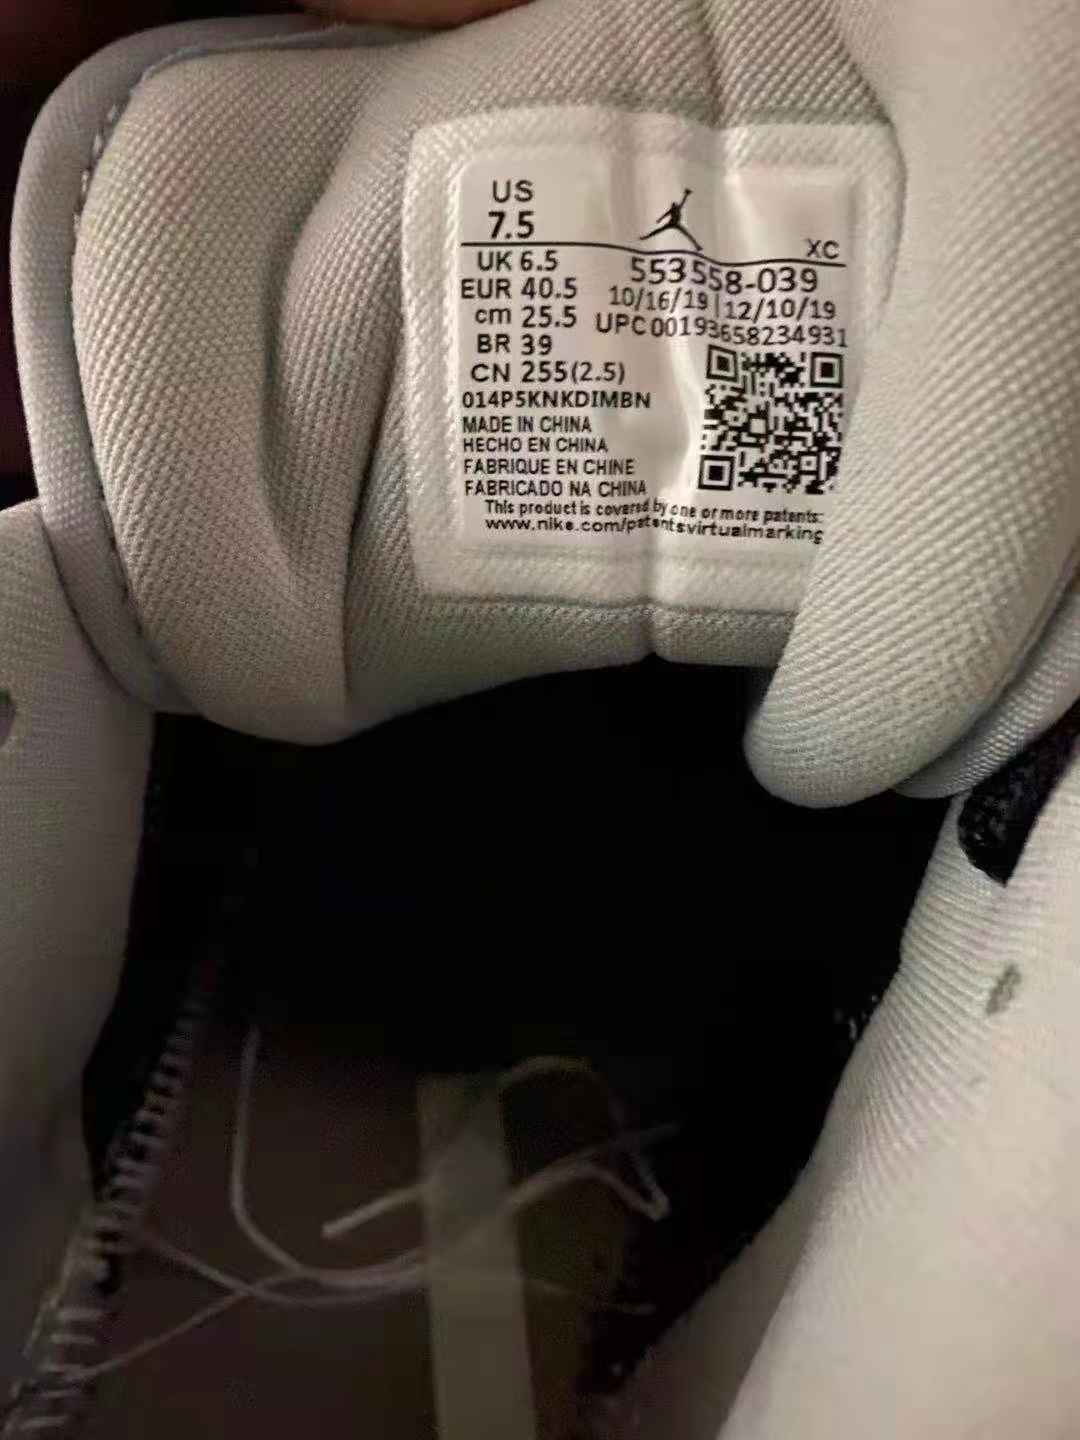 US
7.5
XC
UK 6.5
553558-039
EUR 40.5
10/16/19 | 12/10/19
cm 25.5
UPC 00193658234931
BR 39
CN 255(2.5)
014P5KNKDIMBN
MADE IN CHINA
HECHO EN CHINA
FABRIQUE EN CHINE
FABRICADO NA CHINA
This product is covered by one or more patents:
www.nike.com/patentsvirtualmarking